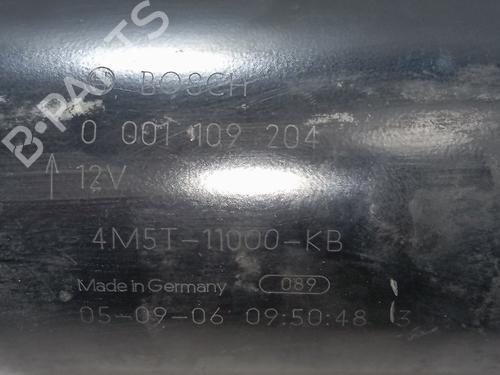 B-PARTS
BOSCH
0 001 109 204
12V
4M5T-11000-KB
Made in Germany 089
05-09-06 09:50:48 3